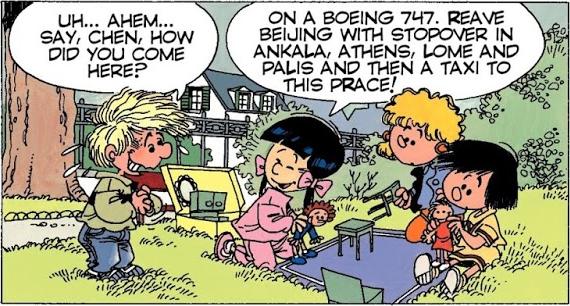 UH... AHEM...
SAY, CHEN, HOW
DID YOU COME
HERE?
ON A BOEING 747. REAVE
BEIJING WITH STOPOVER IN
ANKALA, ATHENS, LOME AND
PALIS AND THEN A TAXI TO
THIS PRACE!